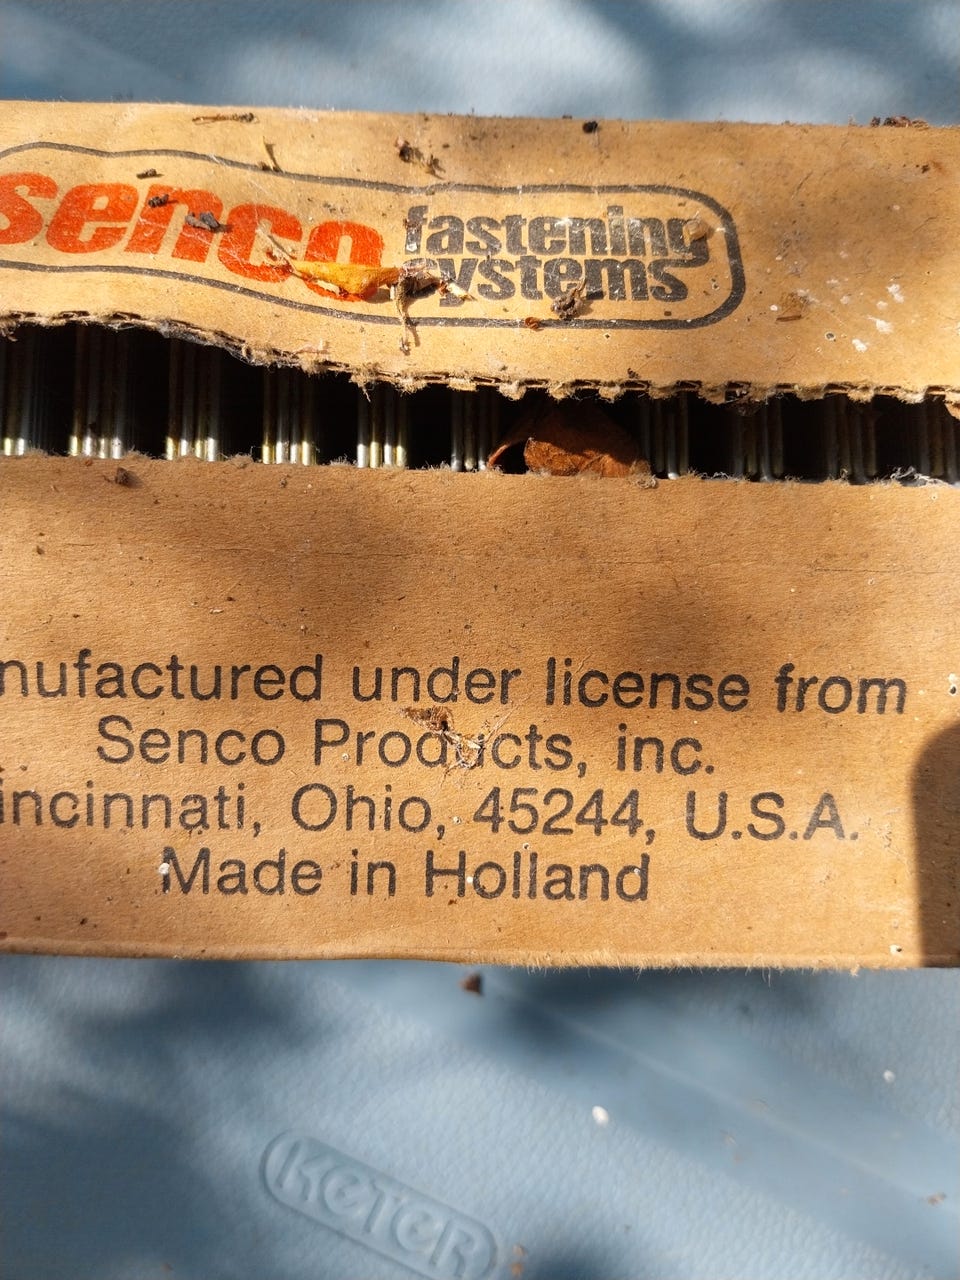 senco fastening
systems
nufactured under license from
Senco Products, inc.
incinnati, Ohio, 45244, U.S.A.
Made in Holland
KETER